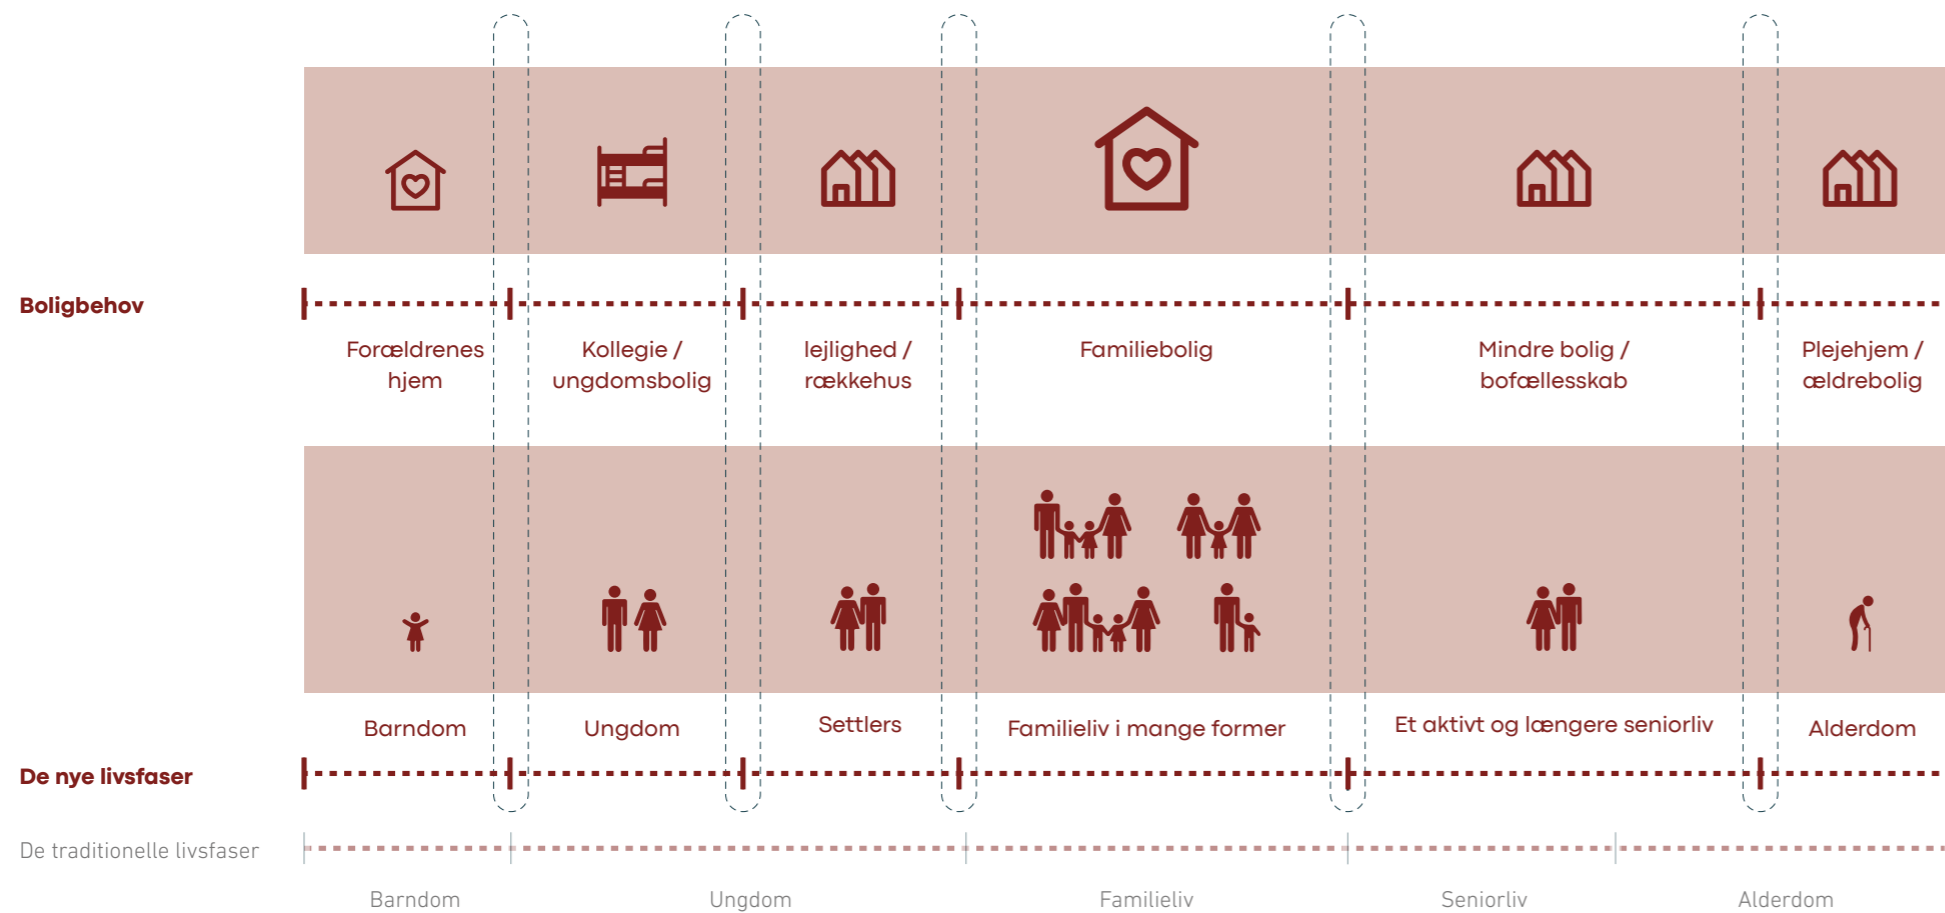 Boligbehov
Forældrenes
hjem
Kollegie /
ungdomsbolig
lejlighed /
rækkehus
Familiebolig
Mindre bolig /
bofællesskab
Plejehjem /
ældrebolig
Barndom
Ungdom
Settlers
Familieliv i mange former
Et aktivt og længere seniorliv
Alderdom
De nye livsfaser
De traditionelle livsfaser
Barndom
Ungdom
Familieliv
Seniorliv
Alderdom